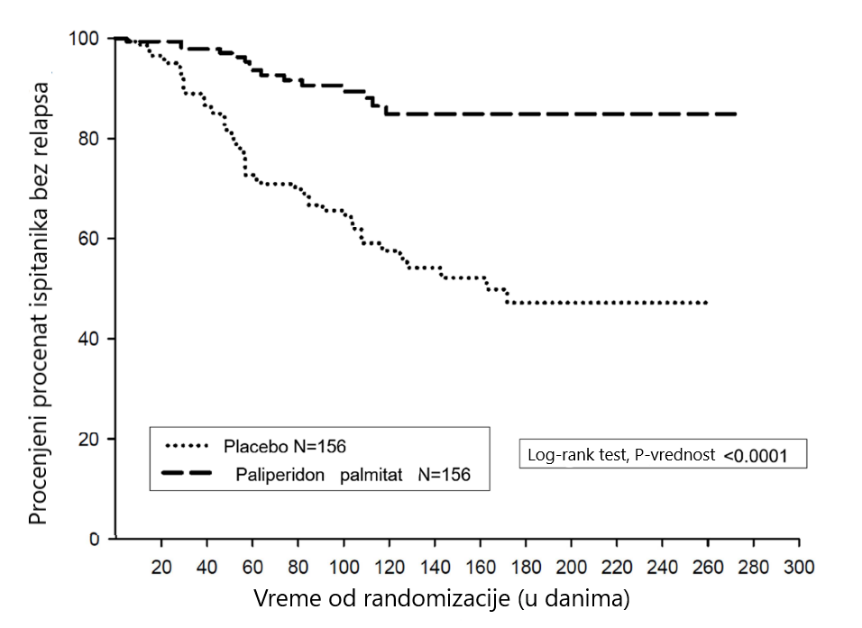 Procenjeni procenat ispitanika bez relapsa
100
80
60
40
20
0
Placebo N=156
Paliperidon palmitat N=156
Log-rank test, P-vrednost <0.0001
20 40 60 80 100 120 140 160 180 200 220 240 260 280 300
Vreme od randomizacije (u danima)